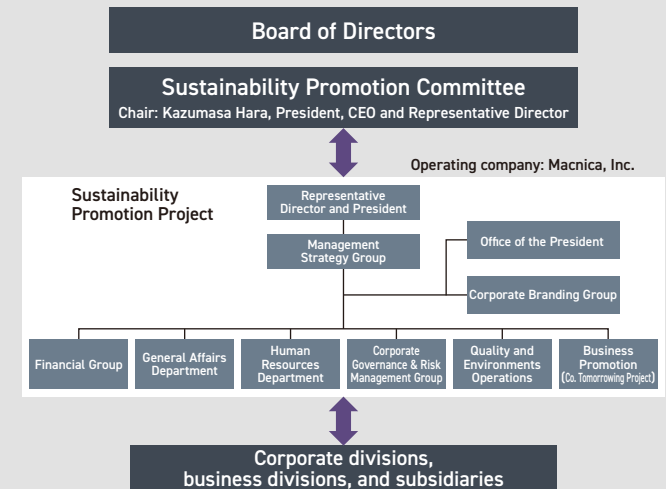 Board of Directors
Sustainability Promotion Committee
Chair: Kazumasa Hara, President, CEO and Representative Director
Operating company: Macnica, Inc.
Sustainability
Promotion Project
Representative
Director and President
Management
Strategy Group
Office of the President
Corporate Branding Group
Financial Group
General Affairs
Department
Human
Resources
Department
Corporate
Governance & Risk
Management Group
Quality and
Environments
Operations
Business
Promotion
(Co. Tomorrowing Project)
Corporate divisions,
business divisions, and subsidiaries